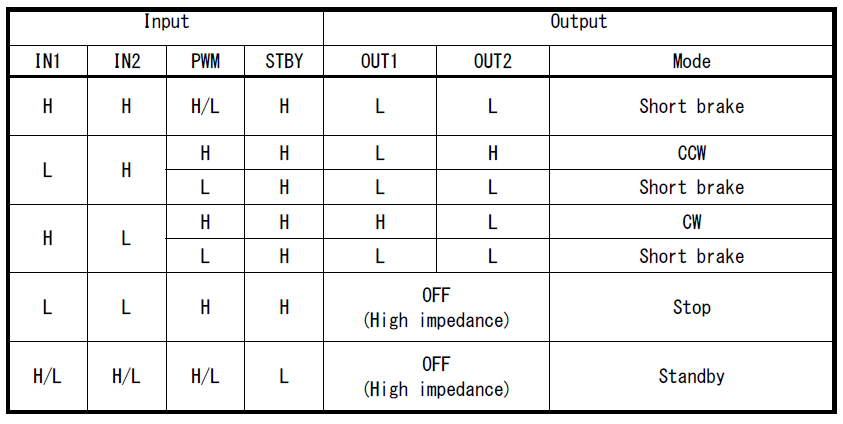 Input Output
IN1 IN2 PWM STBY OUT1 OUT2 Mode
H H H/L H L L Short brake
L H H H L H CCW
L H L L Short brake
H L H H H L CW
L H L L Short brake
L L H H OFF
(High impedance) Stop
H/L H/L H/L L OFF
(High impedance) Standby